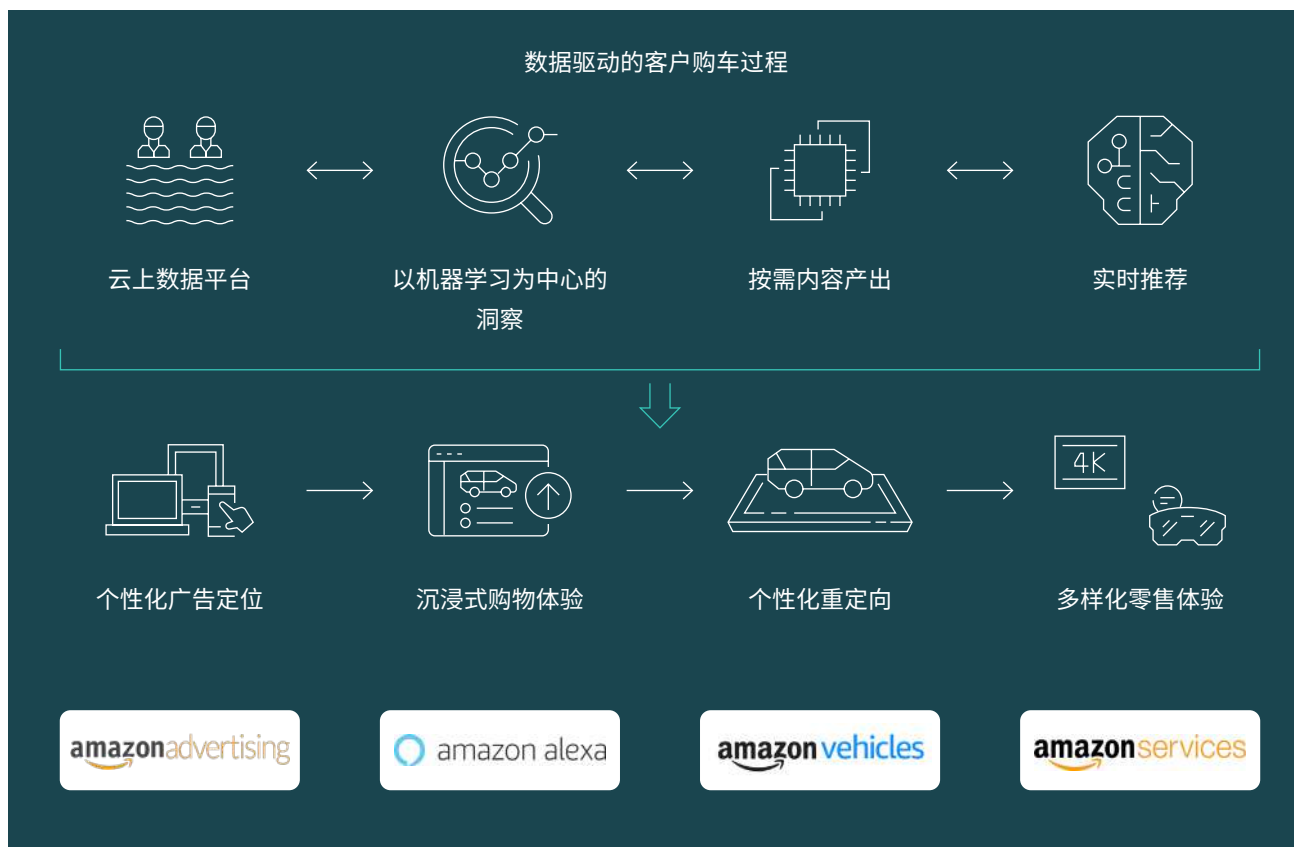 数据驱动的客户购车过程
云上数据平台
以机器学习为中心的
洞察
按需内容产出
实时推荐
4K
个性化广告定位
沉浸式购物体验
个性化重定向
多样化零售体验
amazonadvertising
amazon alexa
amazon vehicles
amazon services